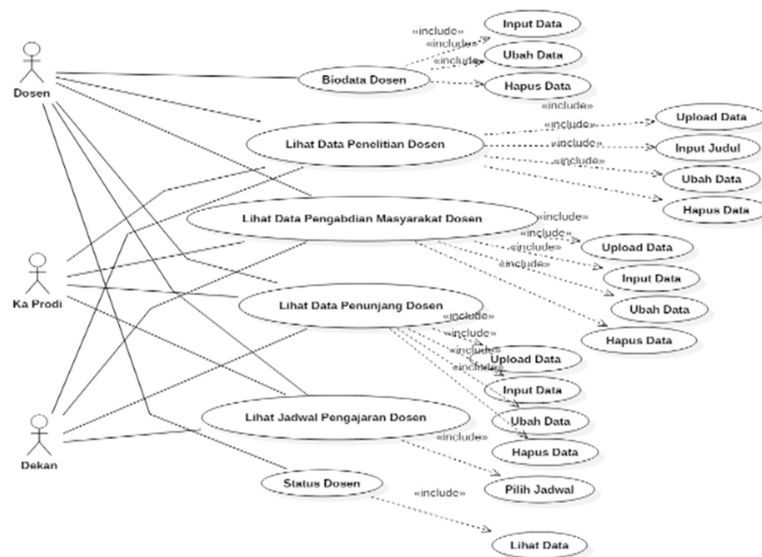 Dosen
Ka Prodi
Dekan
Biodata Dosen
«include»
«include»
«include»
Input Data
Ubah Data
Hapus Data
Lihat Data Penelitian Dosen
«include»
«include»
«include»
«include»
Upload Data
Input Judul
Ubah Data
Hapus Data
Lihat Data Pengabdian Masyarakat Dosen
«include»
«include»
«include»
«include»
Upload Data
Input Data
Ubah Data
Hapus Data
Lihat Data Penunjang Dosen
«include»
«include»
«include»
«include»
Upload Data
Input Data
Ubah Data
Hapus Data
Lihat Jadwal Pengajaran Dosen
«include»
Pilih Jadwal
Status Dosen
«include»
Lihat Data